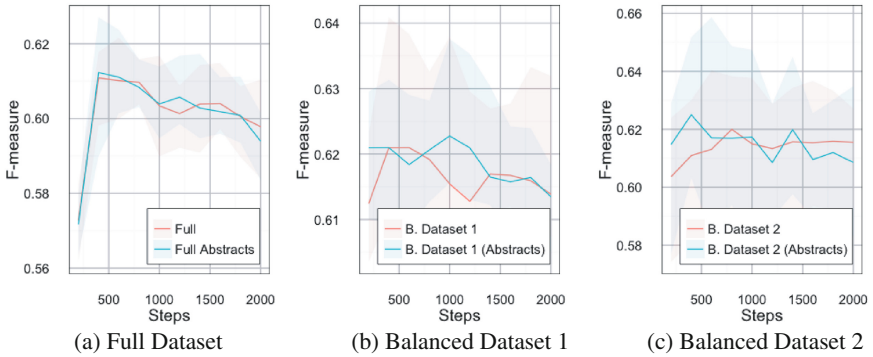 F-measure
0.62
0.60
0.58
0.56
Full
Full Abstracts
500 1000 1500 2000
Steps
(a) Full Dataset
F-measure
0.64
0.63
0.62
0.61
B. Dataset 1
B. Dataset 1 (Abstracts)
500 1000 1500 2000
Steps
(b) Balanced Dataset 1
F-measure
0.66
0.64
0.62
0.60
0.58
B. Dataset 2
B. Dataset 2 (Abstracts)
500 1000 1500 2000
Steps
(c) Balanced Dataset 2